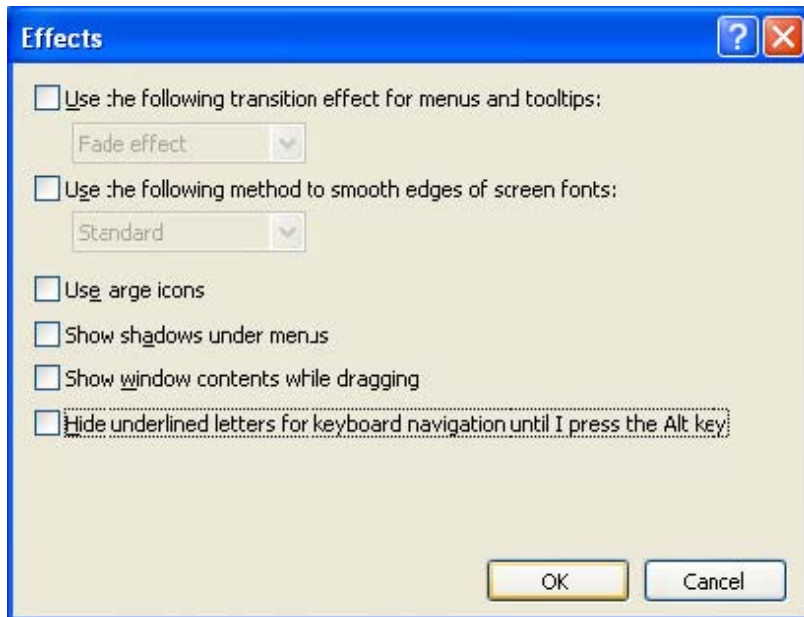 Effects
Use the following transition effect for menus and tooltips:
Fade effect
Use the following method to smooth edges of screen fonts:
Standard
Use large icons
Show shadows under menus
Show window contents while dragging
Hide underlined letters for keyboard navigation until I press the Alt key
OK Cancel